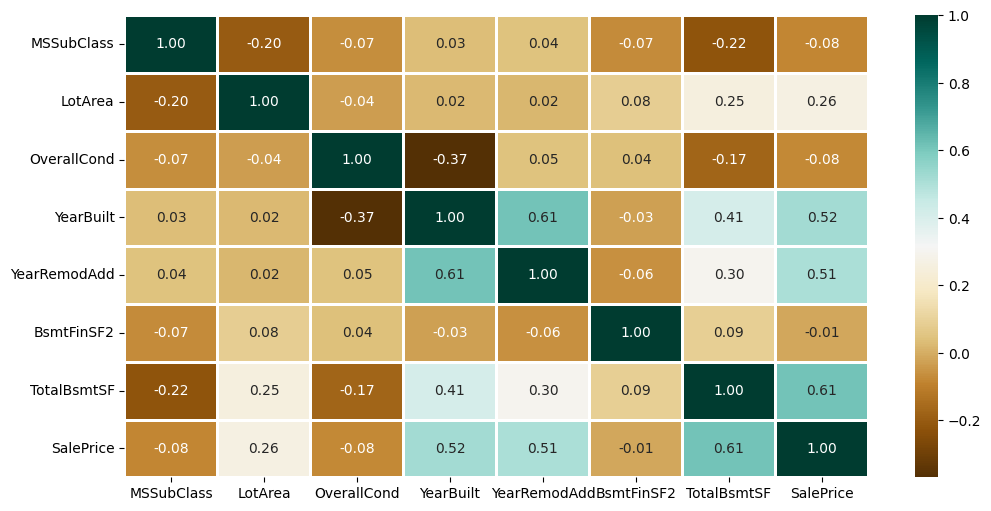 MSSubClass 1.00 -0.20 -0.07 0.03 0.04 -0.07 -0.22 -0.08
LotArea -0.20 1.00 -0.04 0.02 0.02 0.08 0.25 0.26
OverallCond -0.07 -0.04 1.00 -0.37 0.05 0.04 -0.17 -0.08
YearBuilt 0.03 0.02 -0.37 1.00 0.61 -0.03 0.41 0.52
YearRemodAdd 0.04 0.02 0.05 0.61 1.00 -0.06 0.30 0.51
BsmtFinSF2 -0.07 0.08 0.04 -0.03 -0.06 1.00 0.09 -0.01
TotalBsmtSF -0.22 0.25 -0.17 0.41 0.30 0.09 1.00 0.61
SalePrice -0.08 0.26 -0.08 0.52 0.51 -0.01 0.61 1.00
MSSubClass LotArea OverallCond YearBuilt YearRemodAdd BsmtFinSF2 TotalBsmtSF SalePrice
1.0
0.8
0.6
0.4
0.2
0.0
−0.2